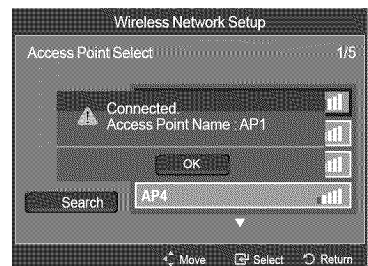 Wireless Network Setup
Access Point Select 1/5
Connected.
Access Point Name : AP1
OK
Search
AP4
Move Select Return